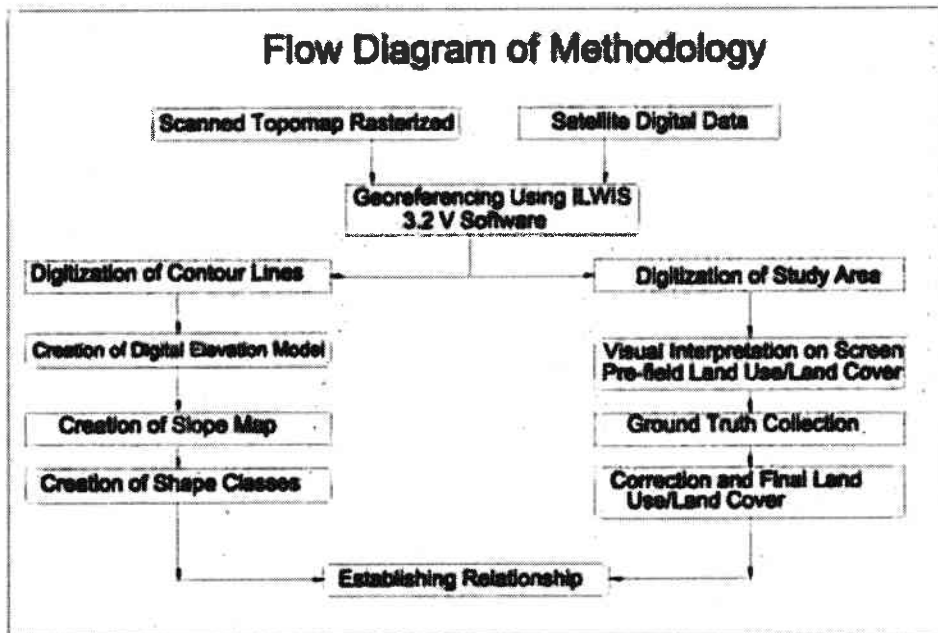 Flow Diagram of Methodology
Scanned Topomap Rasterized
Satellite Digital Data
Georeferencing Using ILWIS
3.2 V Software
Digitization of Contour Lines
Digitization of Study Area
Creation of Digital Elevation Model
Visual Interpretation on Screen
Pre-field Land Use/Land Cover
Creation of Slope Map
Ground Truth Collection
Creation of Shape Classes
Correction and Final Land
Use/Land Cover
Establishing Relationship